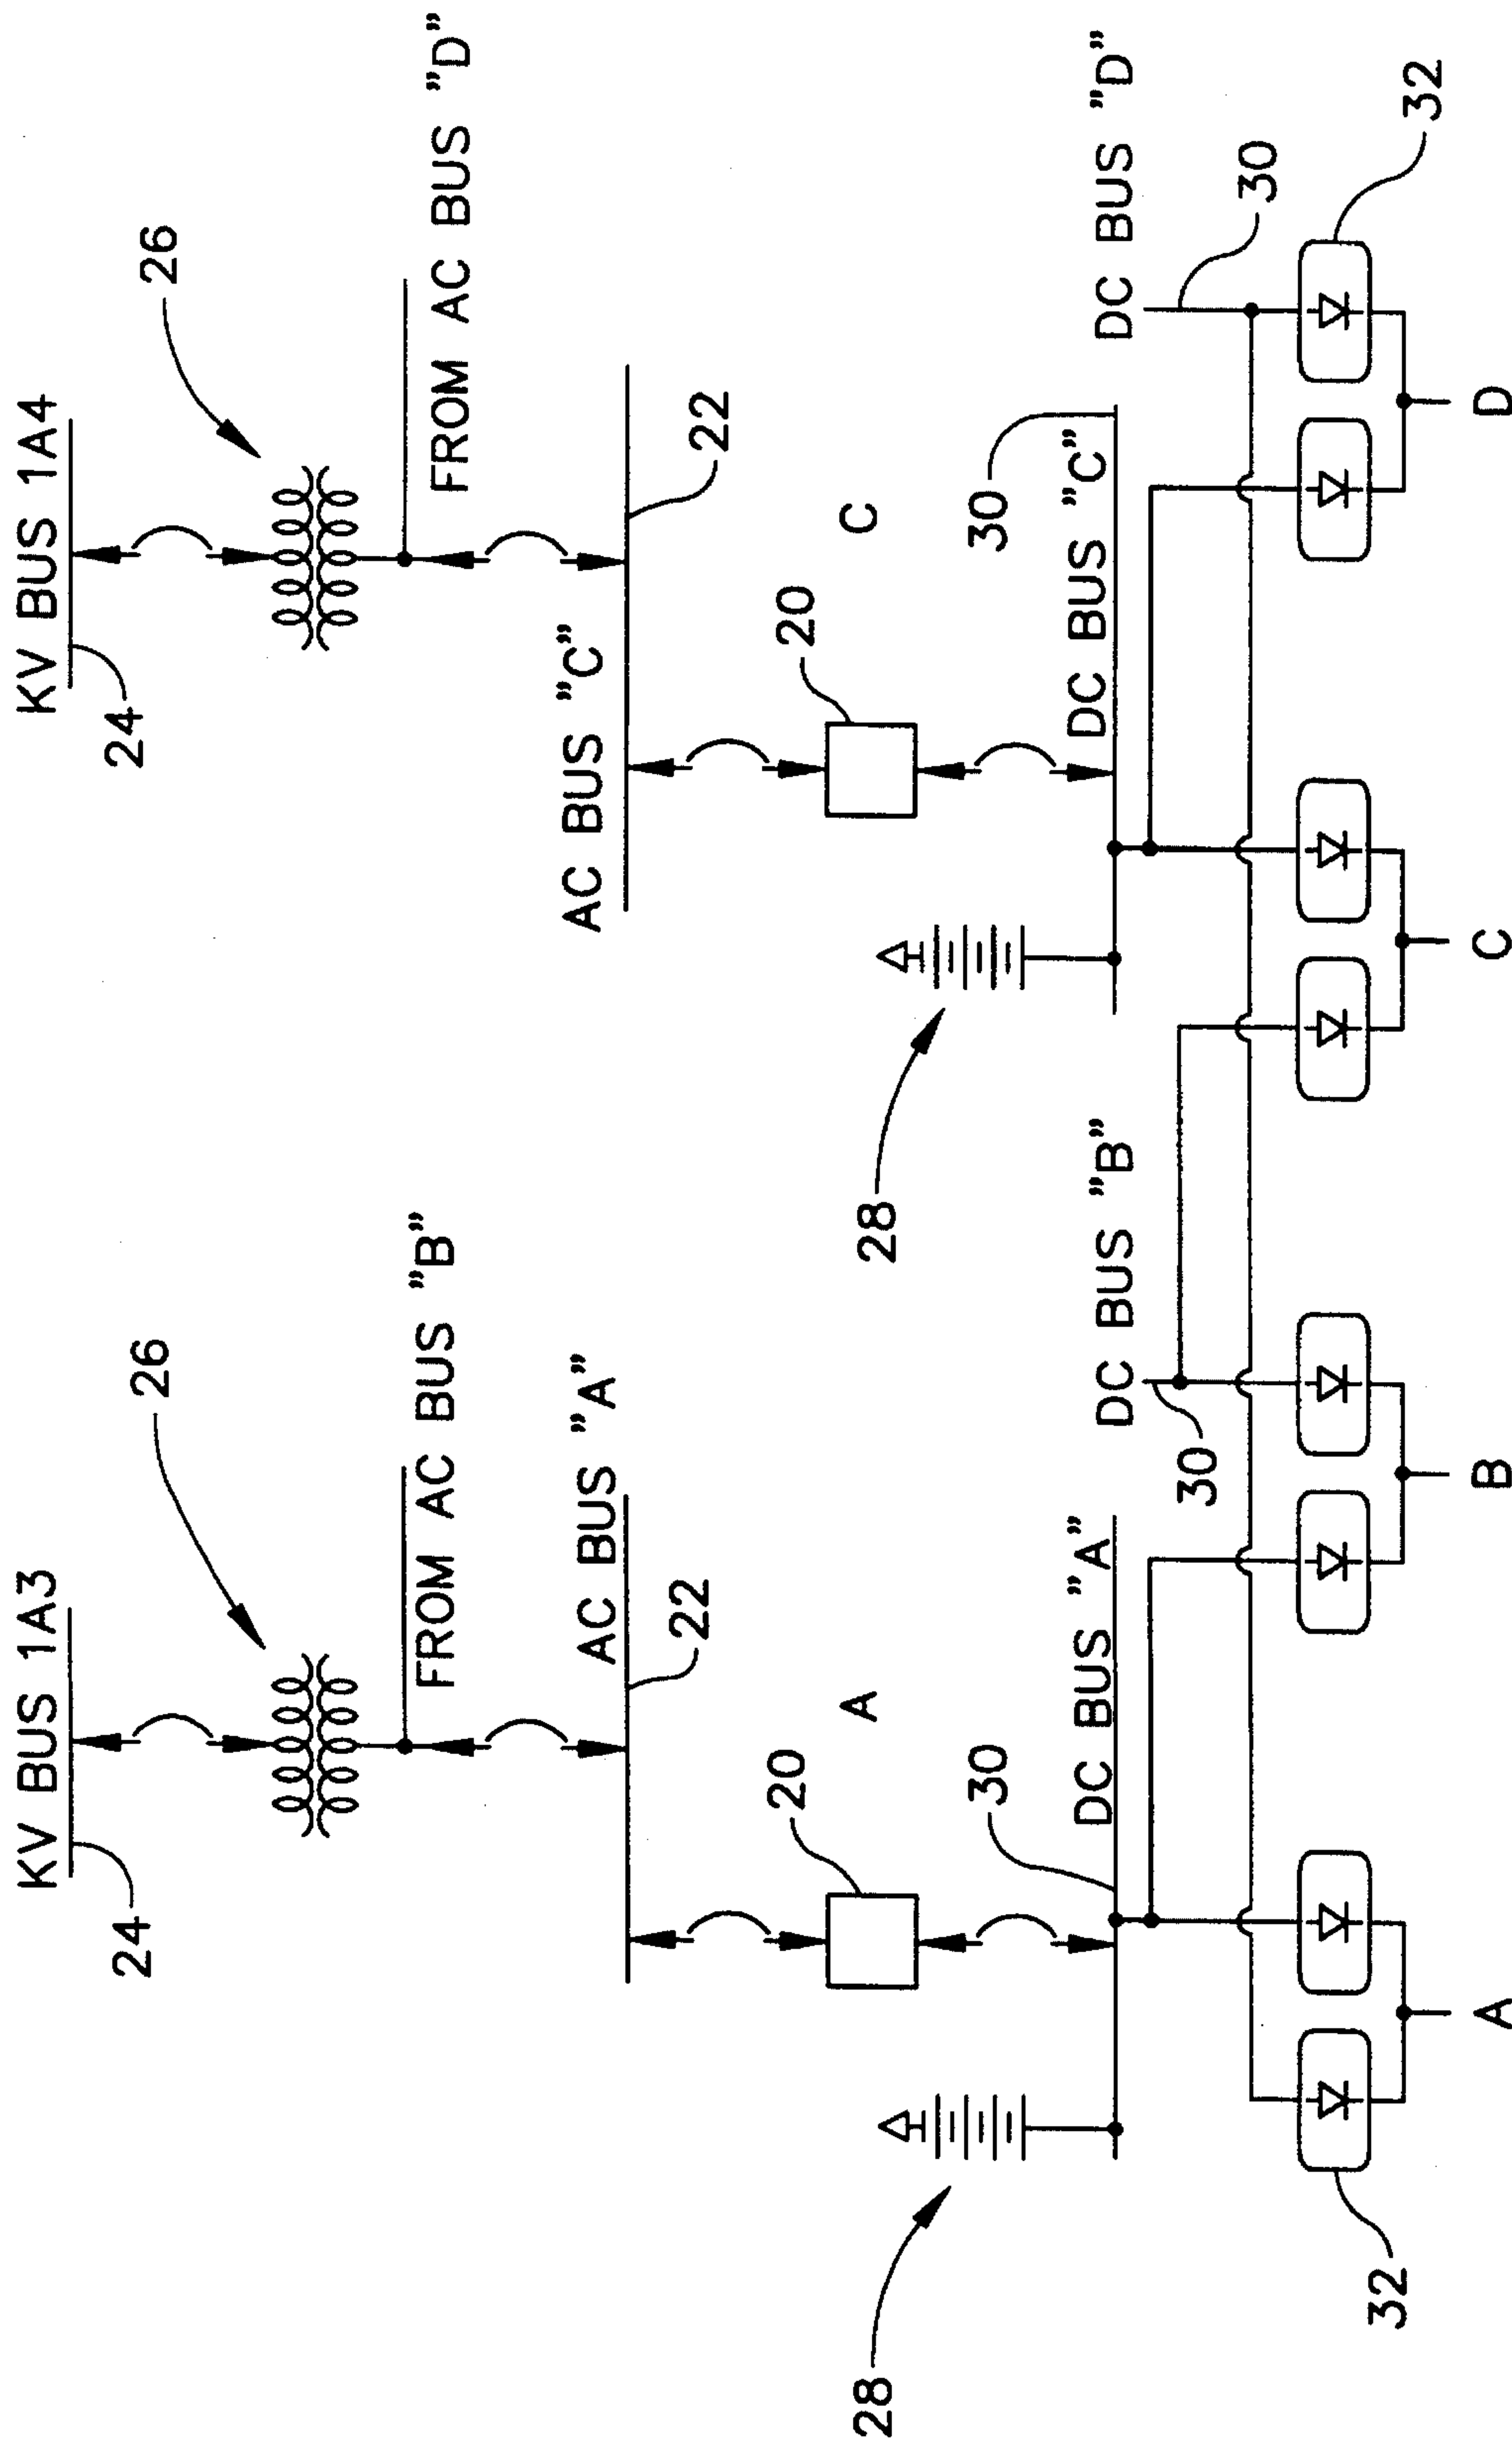 KV BUS 1A3
KV BUS 1A4
24
26
24
26
FROM AC BUS ”B”
FROM AC BUS ”D”
AC BUS ”A”
AC BUS ”C”
22
22
20
20
28
A
28
C
30
30
DC BUS ”A”
DC BUS ”B”
DC BUS ”C”
DC BUS ”D”
30
30
32
32
A
B
C
D